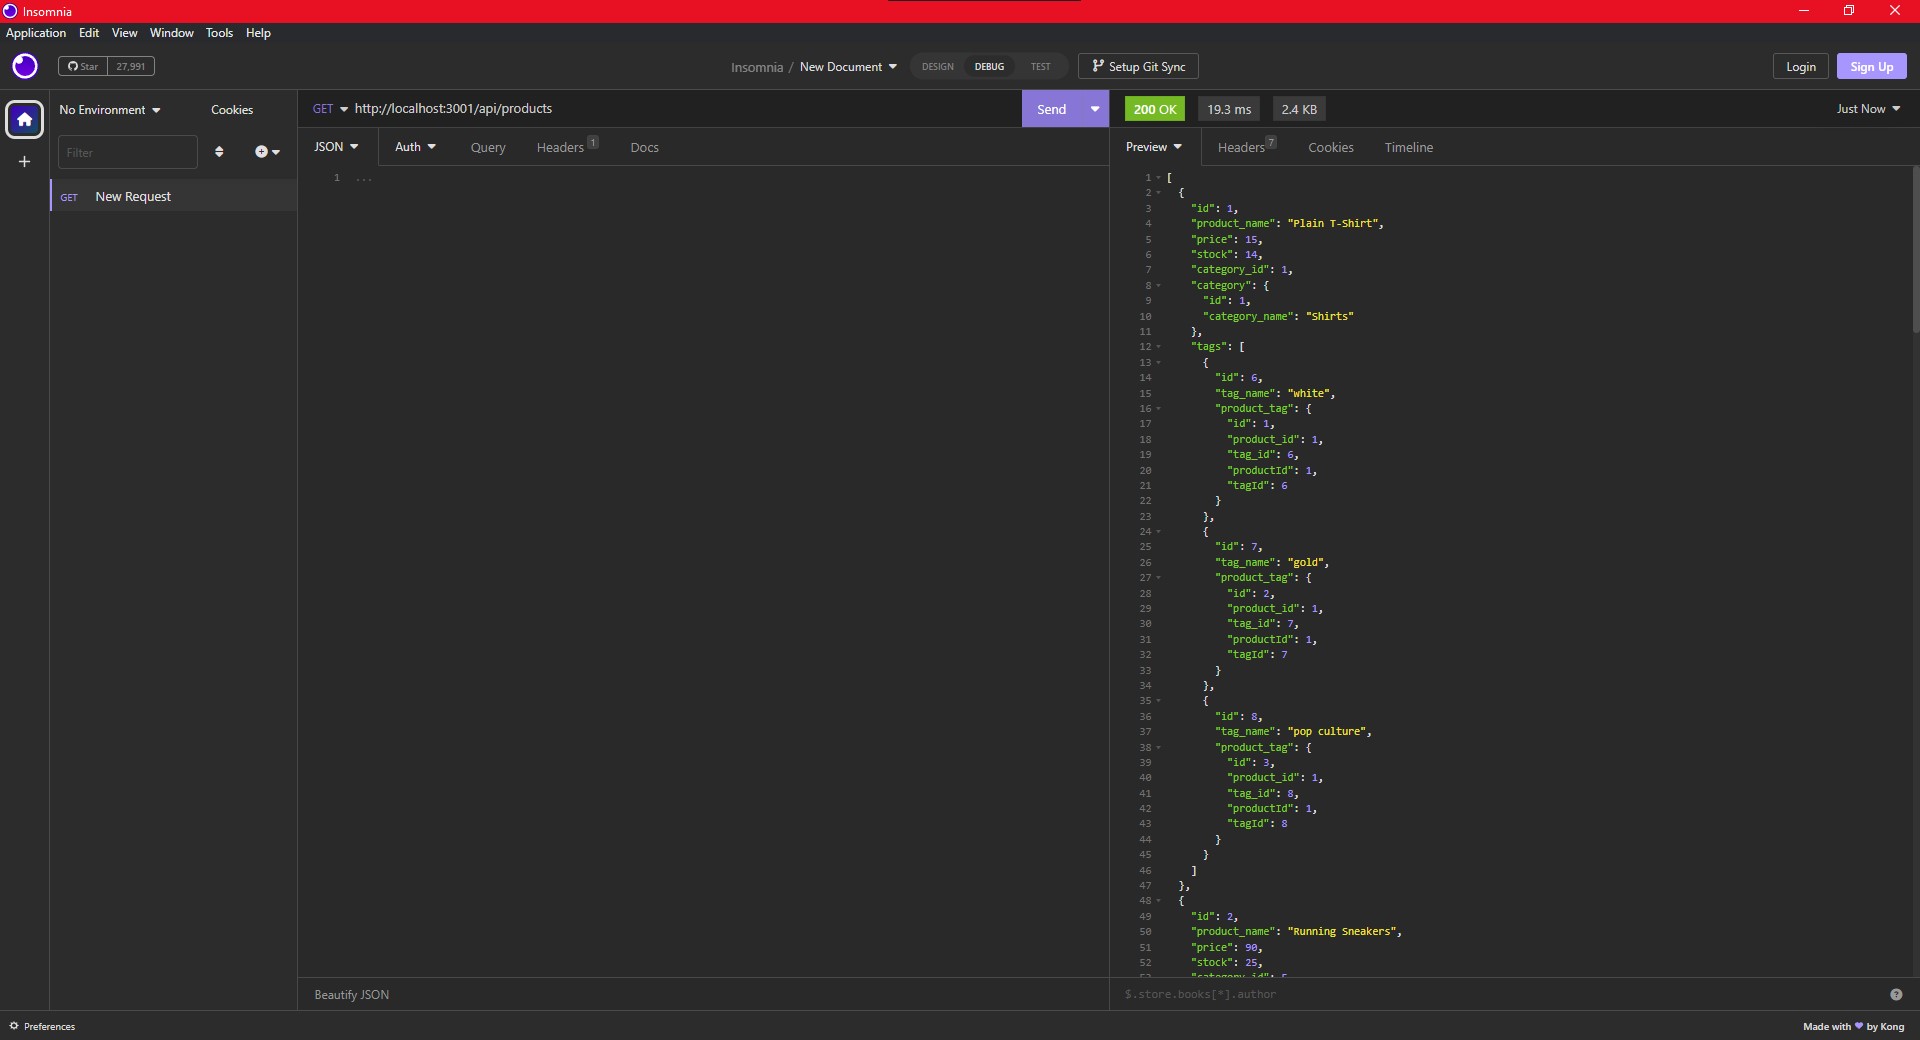 Insomnia
Application Edit View Window Tools Help
Star 27,991
Insomnia / New Document
DESIGN DEBUG TEST
Setup Git Sync
Login Sign Up
No Environment Cookies
Filter
GET New Request
GET http://localhost:3001/api/products Send
JSON Auth Query Headers 1 Docs
1 ...
Beautify JSON
200 OK 19.3 ms 2.4 KB Just Now
Preview Headers 7 Cookies Timeline
1 [
2 {
3 "id": 1,
4 "product_name": "Plain T-Shirt",
5 "price": 15,
6 "stock": 14,
7 "category_id": 1,
8 "category": {
9 "id": 1,
10 "category_name": "Shirts"
11 },
12 "tags": [
13 {
14 "id": 6,
15 "tag_name": "white",
16 "product_tag": {
17 "id": 1,
18 "product_id": 1,
19 "tag_id": 6,
20 "productId": 1,
21 "tagId": 6
22 }
23 },
24 {
25 "id": 7,
26 "tag_name": "gold",
27 "product_tag": {
28 "id": 2,
29 "product_id": 1,
30 "tag_id": 7,
31 "productId": 1,
32 "tagId": 7
33 }
34 },
35 {
36 "id": 8,
37 "tag_name": "pop culture",
38 "product_tag": {
39 "id": 3,
40 "product_id": 1,
41 "tag_id": 8,
42 "productId": 1,
43 "tagId": 8
44 }
45 }
46 ]
47 },
48 {
49 "id": 2,
50 "product_name": "Running Sneakers",
51 "price": 90,
52 "stock": 25,
53 "category_id": 5
$.store.books[*].author
Preferences
Made with by Kong